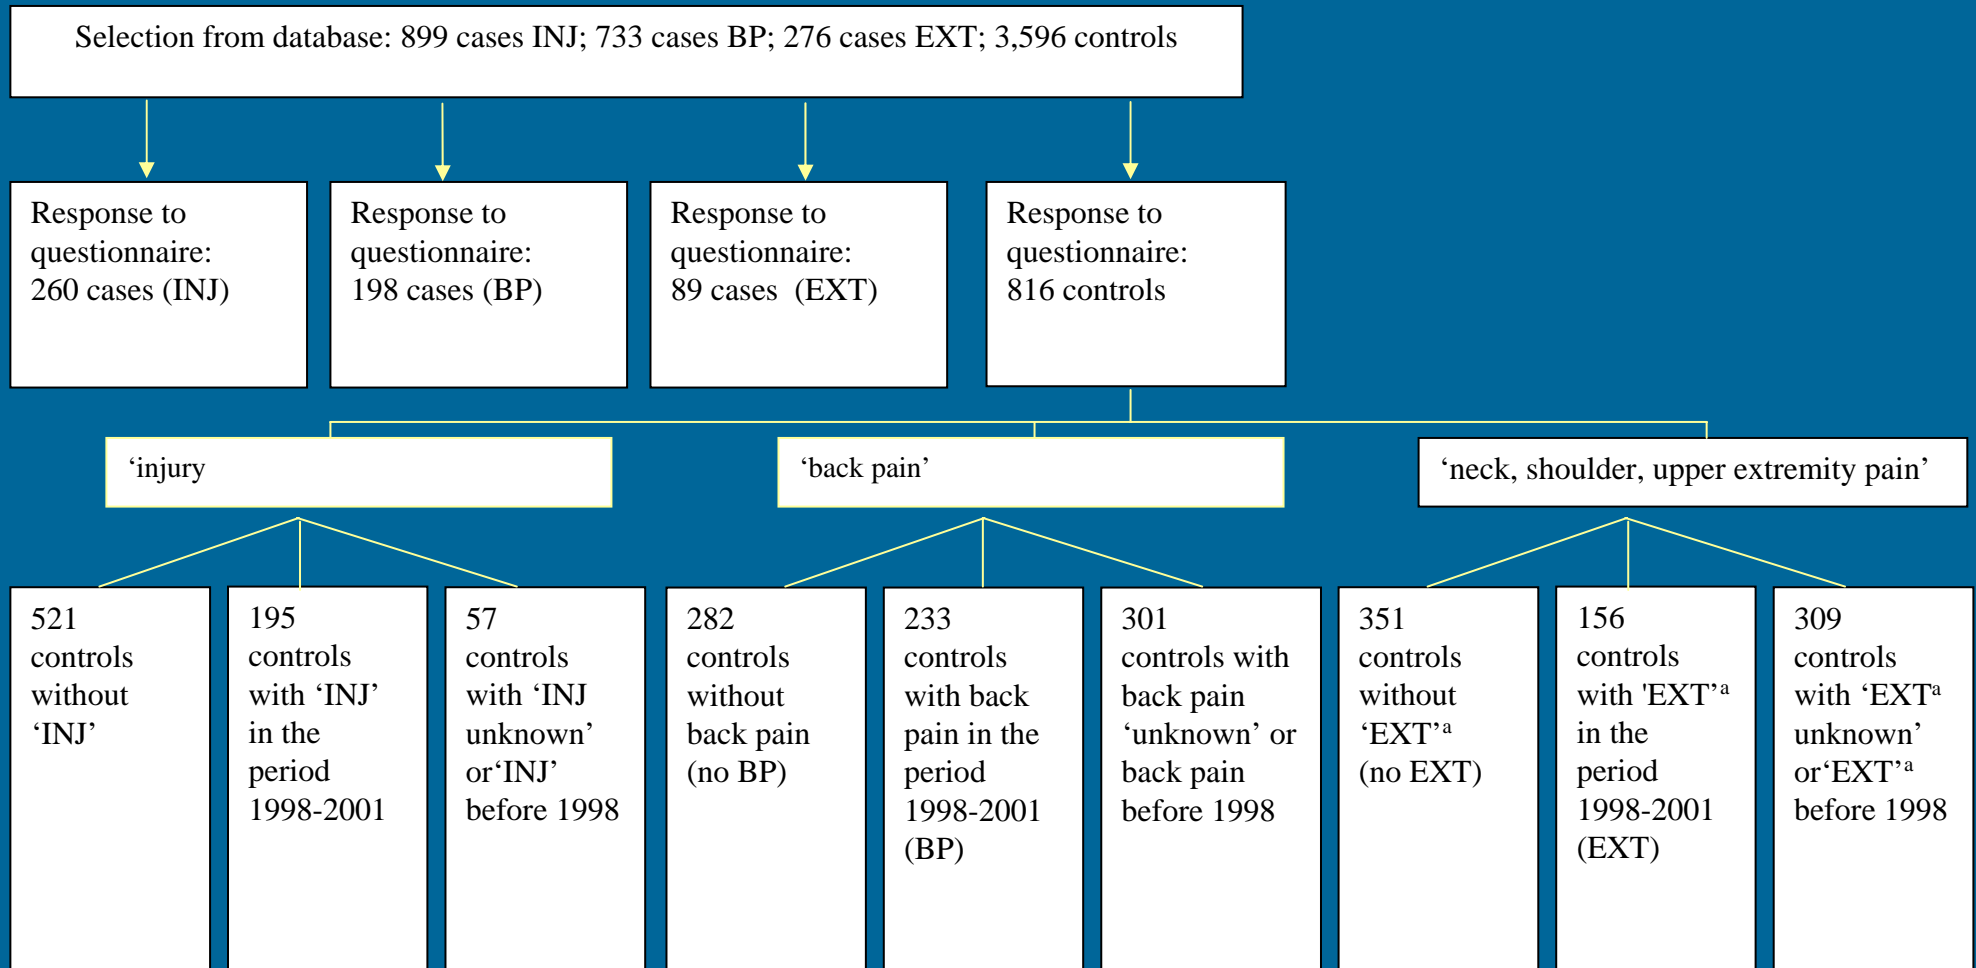 Selection from database: 899 cases INJ; 733 cases BP; 276 cases EXT; 3,596 controls
Response to
questionnaire:
260 cases (INJ)
Response to
questionnaire:
198 cases (BP)
Response to
questionnaire:
89 cases  (EXT)
Response to
questionnaire:
816 controls
‘injury
‘back pain’
‘neck, shoulder, upper extremity pain’
521
controls
without
‘INJ’
195
controls
with ‘INJ’
in the
period
1998-2001
57
controls
with ‘INJ
unknown’
or‘INJ’
before 1998
282
controls
without
back pain
(no BP)
233
controls
with back
pain in the
period
1998-2001
(BP)
301
controls with
back pain
‘unknown’ or
back pain
before 1998
351
controls
without
‘EXT’ᵃ
(no EXT)
156
controls
with 'EXT’ᵃ
in the
period
1998-2001
(EXT)
309
controls
with ‘EXTᵃ
unknown’
or‘EXT’ᵃ
before 1998